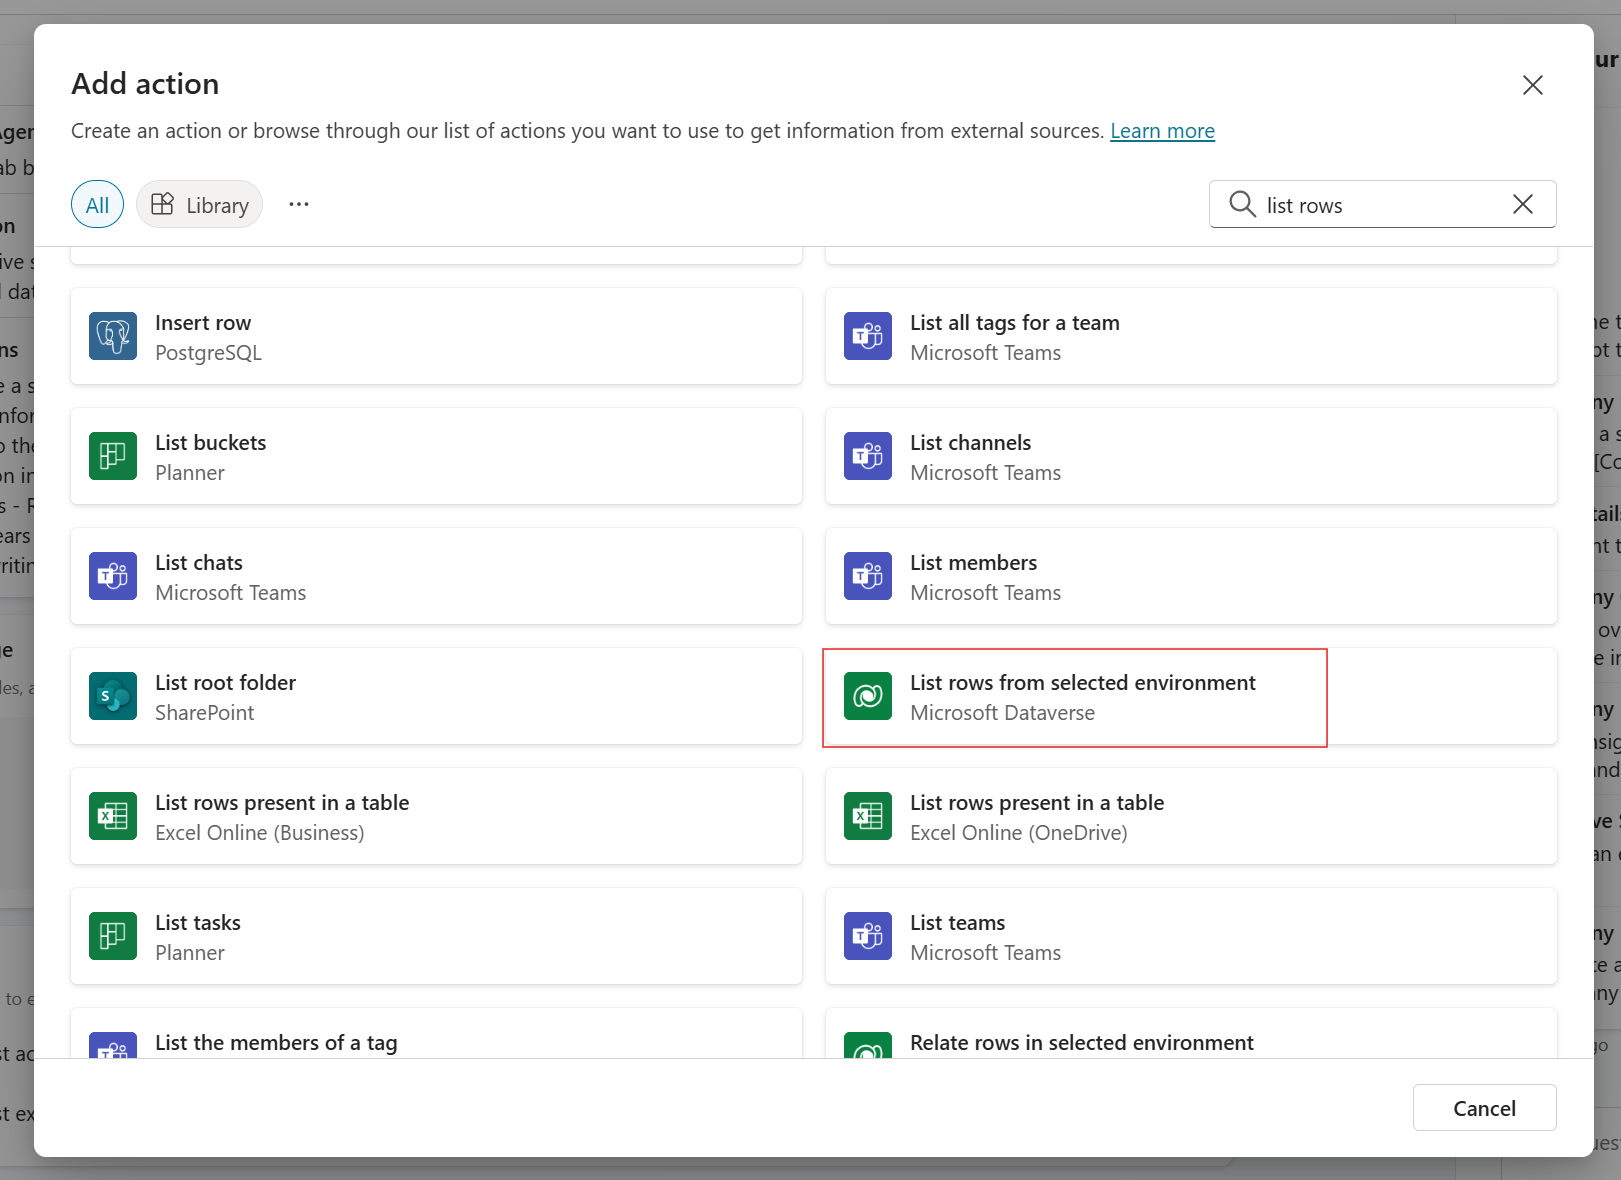 Add action
Create an action or browse through our list of actions you want to use to get information from external sources. Learn more
All
Library
list rows
Insert row
PostgreSQL
List all tags for a team
Microsoft Teams
List buckets
Planner
List channels
Microsoft Teams
List chats
Microsoft Teams
List members
Microsoft Teams
List root folder
SharePoint
List rows from selected environment
Microsoft Dataverse
List rows present in a table
Excel Online (Business)
List rows present in a table
Excel Online (OneDrive)
List tasks
Planner
List teams
Microsoft Teams
List the members of a tag
Relate rows in selected environment
Cancel